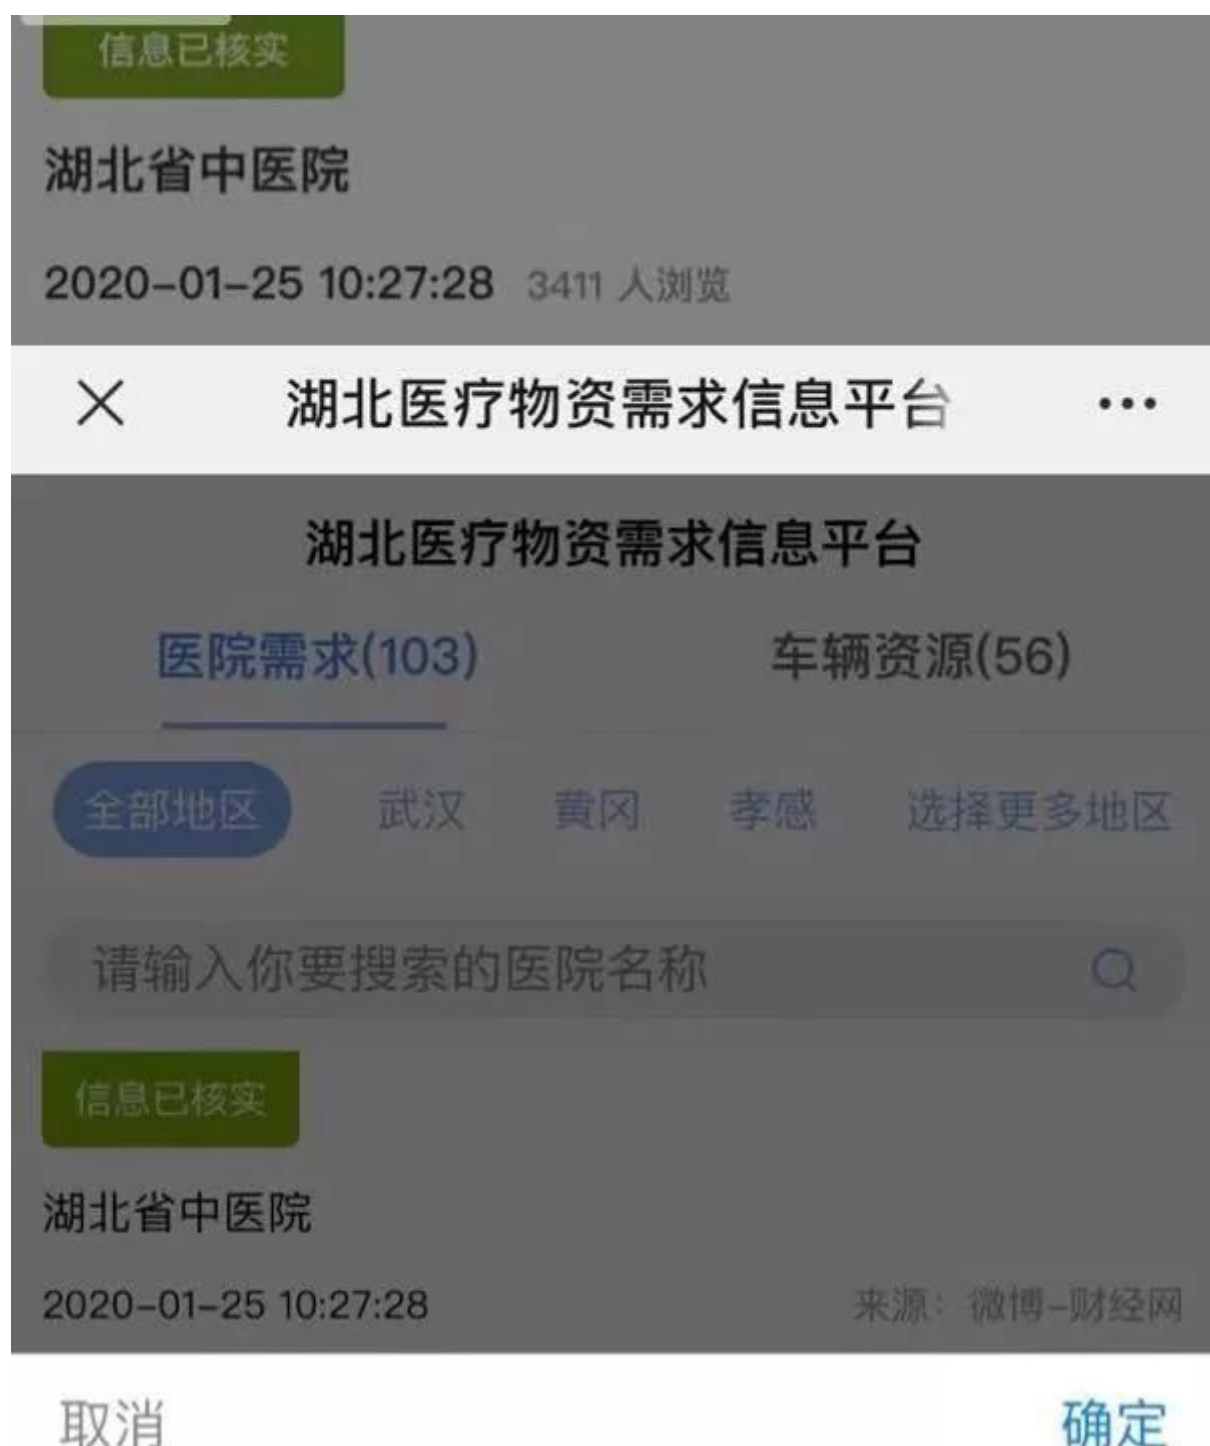 信息已核实
湖北省中医院
2020-01-25 10:27:28 3411 人浏览
湖北医疗物资需求信息平台 ···
湖北医疗物资需求信息平台
医院需求(103) 车辆资源(56)
全部地区 武汉 黄冈 孝感 选择更多地区
请输入你要搜索的医院名称
信息已核实
湖北省中医院
2020-01-25 10:27:28 来源：微博-财经网
取消 确定